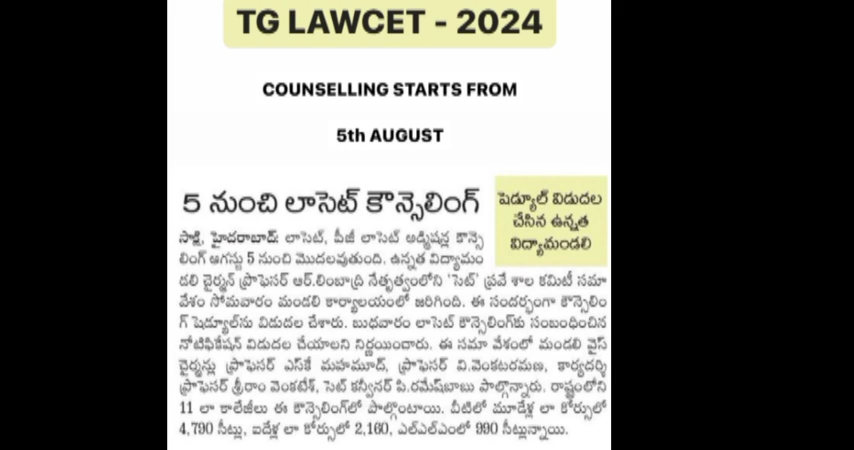 TG LAWCET - 2024
COUNSELLING STARTS FROM
5th AUGUST
5 నుంచి లాసెట్ కౌన్సెలింగ్
షెడ్యూల్ విడుదల
చేసిన ఉన్నత
విద్యామండలి
సాక్షి, హైదరాబాద్: లాసెట్, పీజీ లాసెట్ అడ్మిషన్ల కౌన్సె
లింగ్ ఆగస్టు 5 నుంచి మొదలవుతుంది. ఉన్నత విద్యామం
డలి చైర్మన్ ప్రొఫెసర్ ఆర్.లింబాద్రి నేతృత్వంలోని 'సెట్' ప్రవే శాల కమిటీ సమా
వేశం సోమవారం మండలి కార్యాలయంలో జరిగింది. ఈ సందర్భంగా కౌన్సెలిం
గ్ షెడ్యూల్‌ను విడుదల చేశారు. బుధవారం లాసెట్ కౌన్సెలింగ్‌కు సంబంధించిన
నోటిఫికేషన్ విడుదల చేయాలని నిర్ణయించారు. ఈ సమా వేశంలో మండలి వైస్
చైర్మన్లు ప్రొఫెసర్ ఎస్‌కే మహమూద్, ప్రొఫెసర్ వి.వెంకటరమణ, కార్యదర్శి
ప్రొఫెసర్ శ్రీరాం వెంకటేశ్, సెట్ కన్వీనర్ పి.రమేష్‌బాబు పాల్గొన్నారు. రాష్ట్రంలోని
11 లా కాలేజీలు ఈ కౌన్సెలింగ్‌లో పాల్గొంటాయి. వీటిలో మూడేళ్ల లా కోర్సులో
4,790 సీట్లు, ఐదేళ్ల లా కోర్సులో 2,160, ఎల్‌ఎల్‌ఎంలో 990 సీట్లున్నాయి.